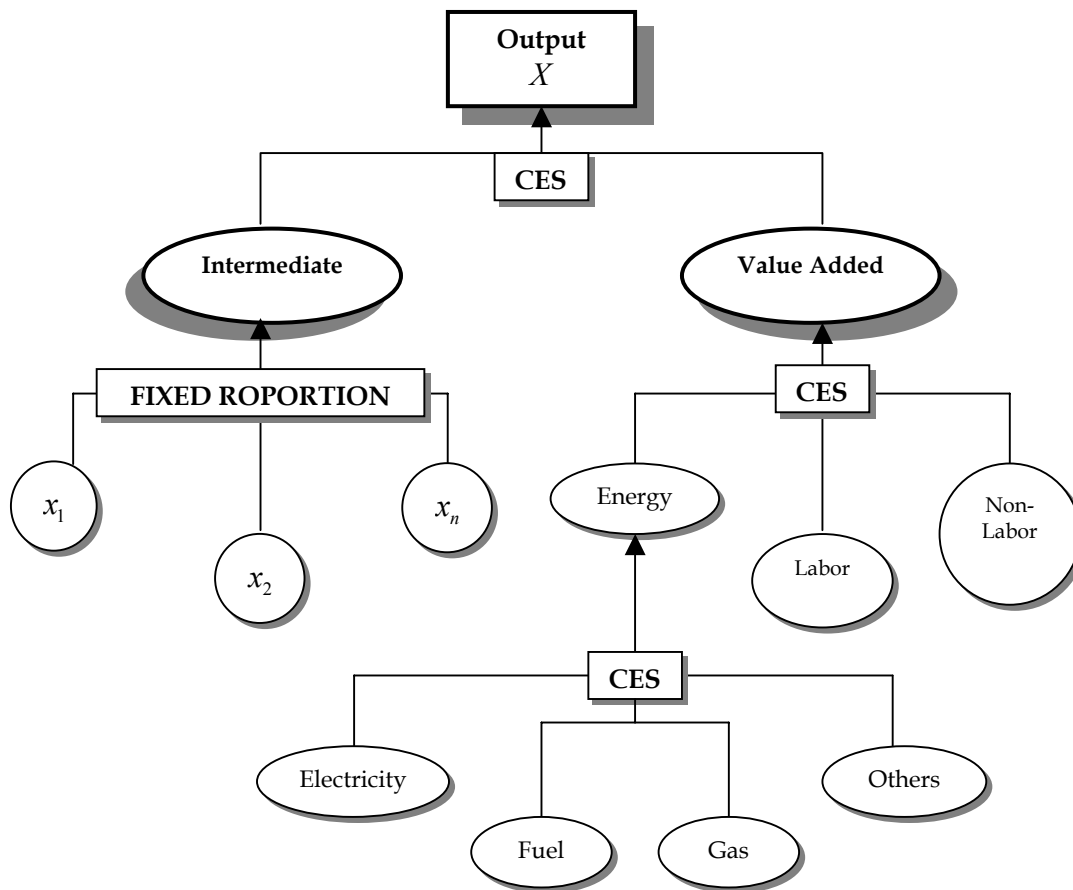 Output
X
CES
Intermediate
Value Added
FIXED ROPORTION
CES
x₁
x₂
xₙ
Energy
Labor
Non-
Labor
CES
Electricity
Fuel
Gas
Others